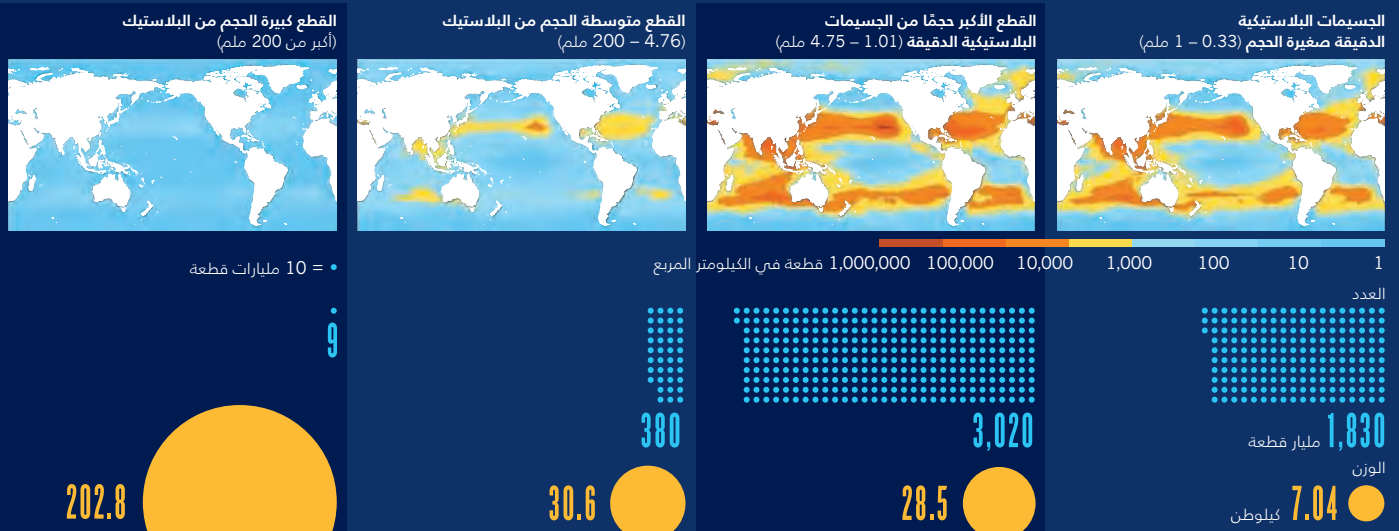 الجسيمات البلاستيكية
الدقيقة صغيرة الحجم (0.33 – 1 ملم)
القطع الأكبر حجمًا من الجسيمات
البلاستيكية الدقيقة (1.01 – 4.75 ملم)
القطع متوسطة الحجم من البلاستيك
(4.76 – 200 ملم)
القطع كبيرة الحجم من البلاستيك
(أكبر من 200 ملم)
1 10 100 1,000 10,000 100,000 1,000,000 قطعة في الكيلومتر المربع
= 10 مليارات قطعة
العدد
1,830 مليار قطعة
3,020
380
9
الوزن
7.04 كيلوطن
28.5
30.6
202.8